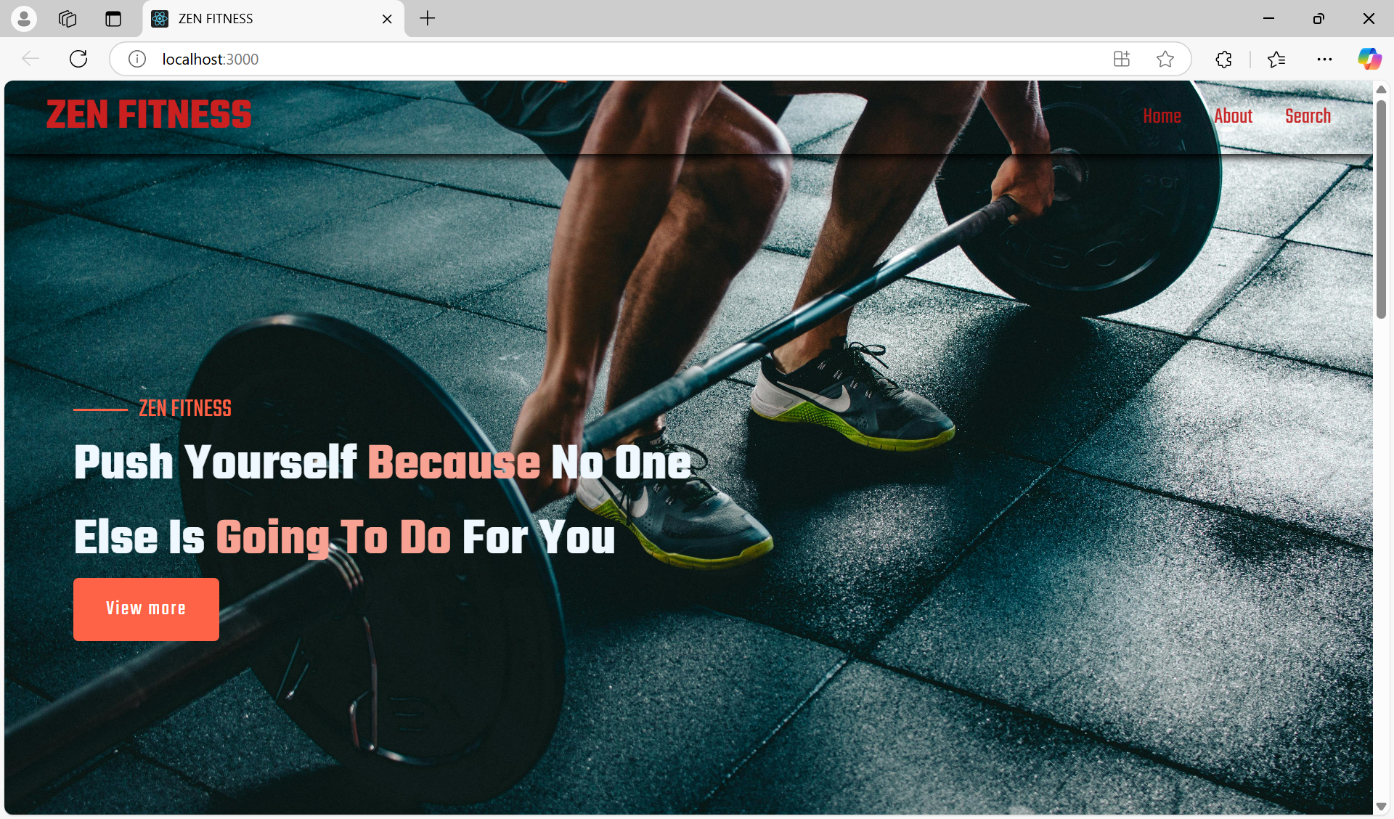 ZEN FITNESS
localhost:3000
ZEN FITNESS
Home About Search
ZEN FITNESS
Push Yourself Because No One
Else Is Going To Do For You
View more